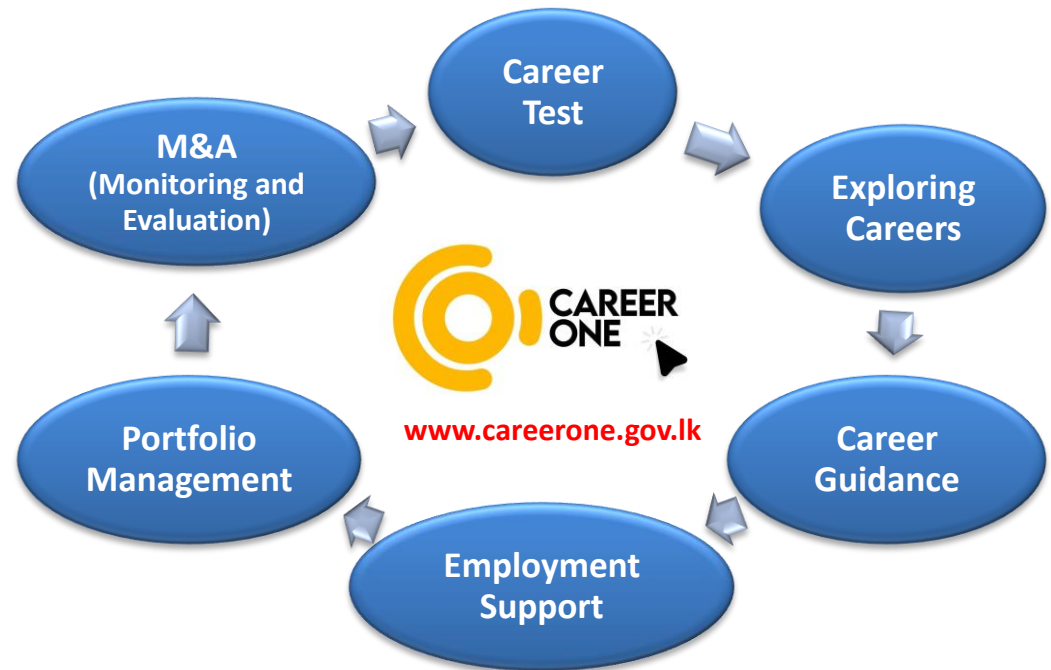 Career
Test
Exploring
Careers
Career
Guidance
Employment
Support
Portfolio
Management
M&A
(Monitoring and
Evaluation)
CAREER
ONE
www.careerone.gov.lk